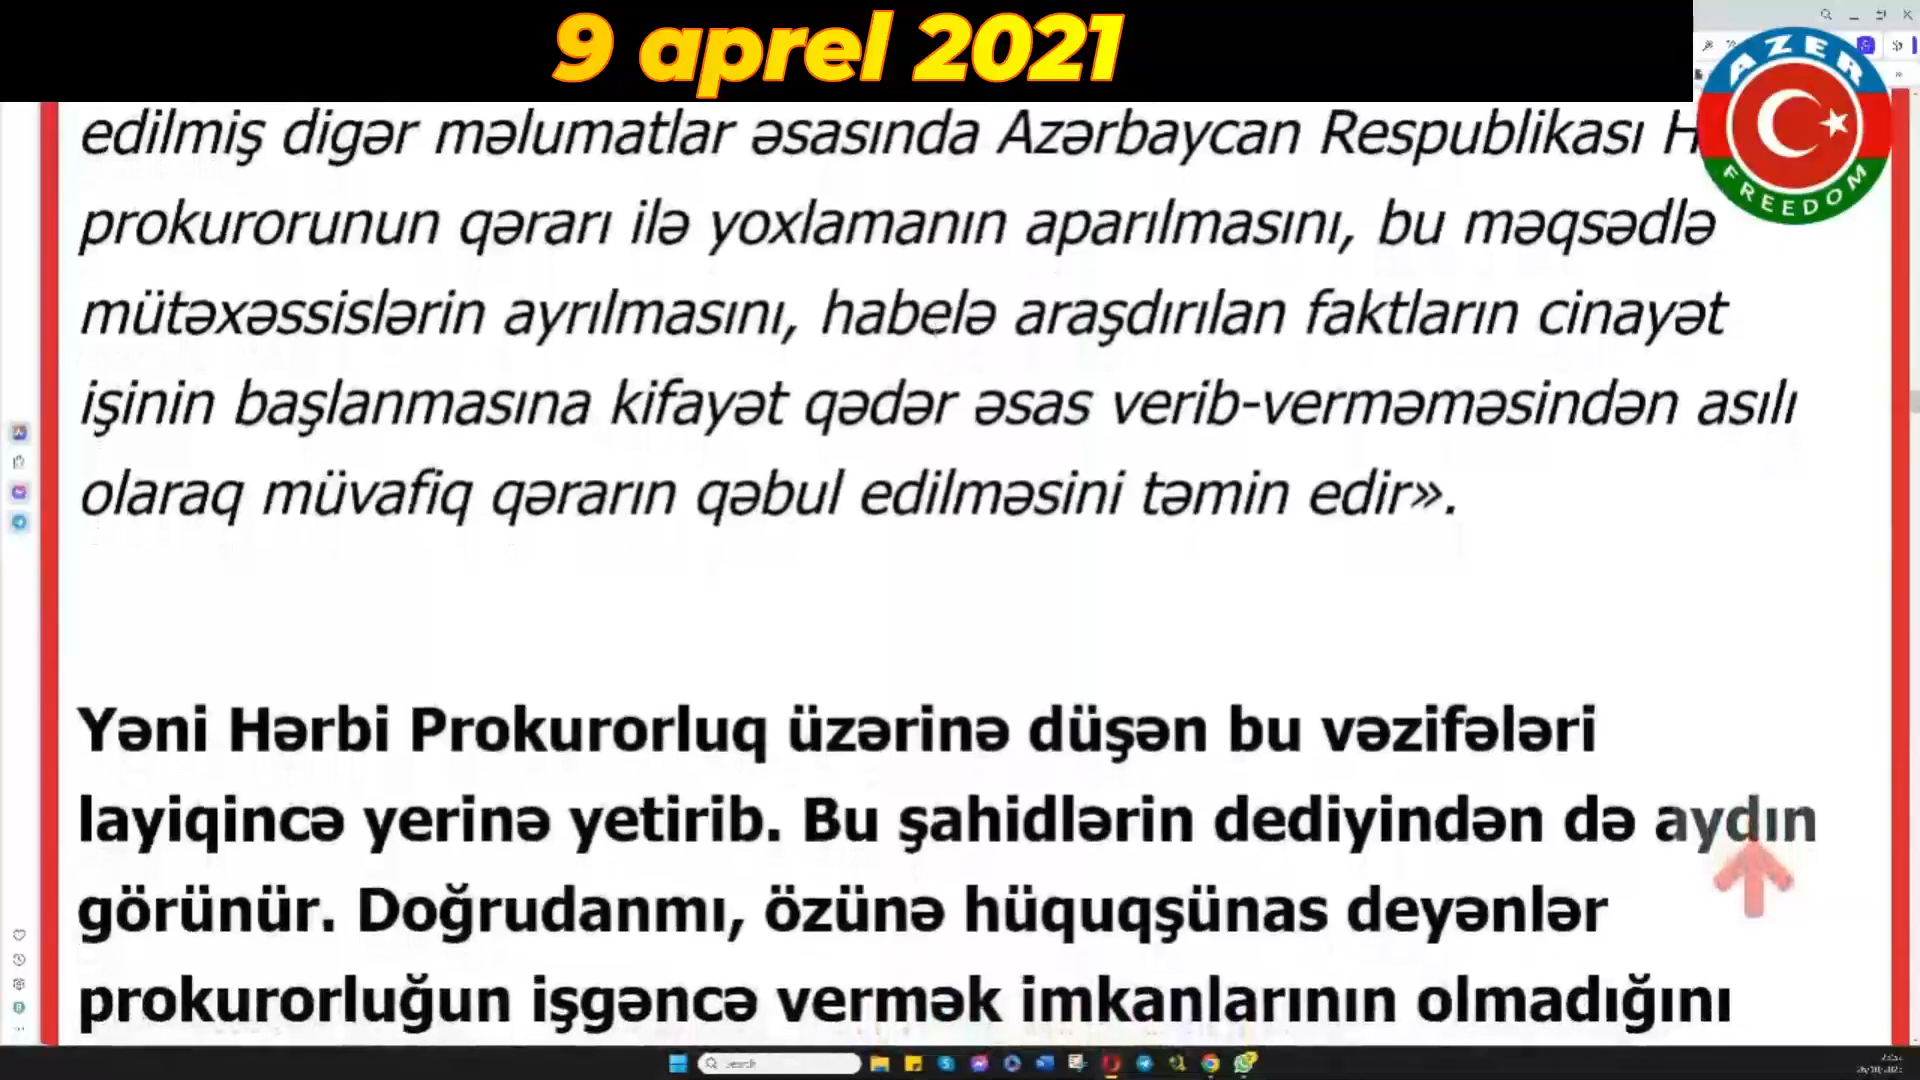 9 aprel 2021
AZER
FREEDOM
edilmiş digər məlumatlar əsasında Azərbaycan Respublikası
prokurorunun qərarı ilə yoxlamanın aparılmasını, bu məqsədlə
mütəxəssislərin ayrılmasını, habelə araşdırılan faktların cinayət
işinin başlanmasına kifayət qədər əsas verib-verməməsindən asılı
olaraq müvafiq qərarın qəbul edilməsini təmin edir».
Yəni Hərbi Prokurorluq üzərinə düşən bu vəzifələri
layiqincə yerinə yetirib. Bu şahidlərin dediyindən də aydın
görünür. Doğrudanmı, özünə hüquqşünas deyənlər
prokurorluğun işgəncə vermək imkanlarının olmadığını
Search